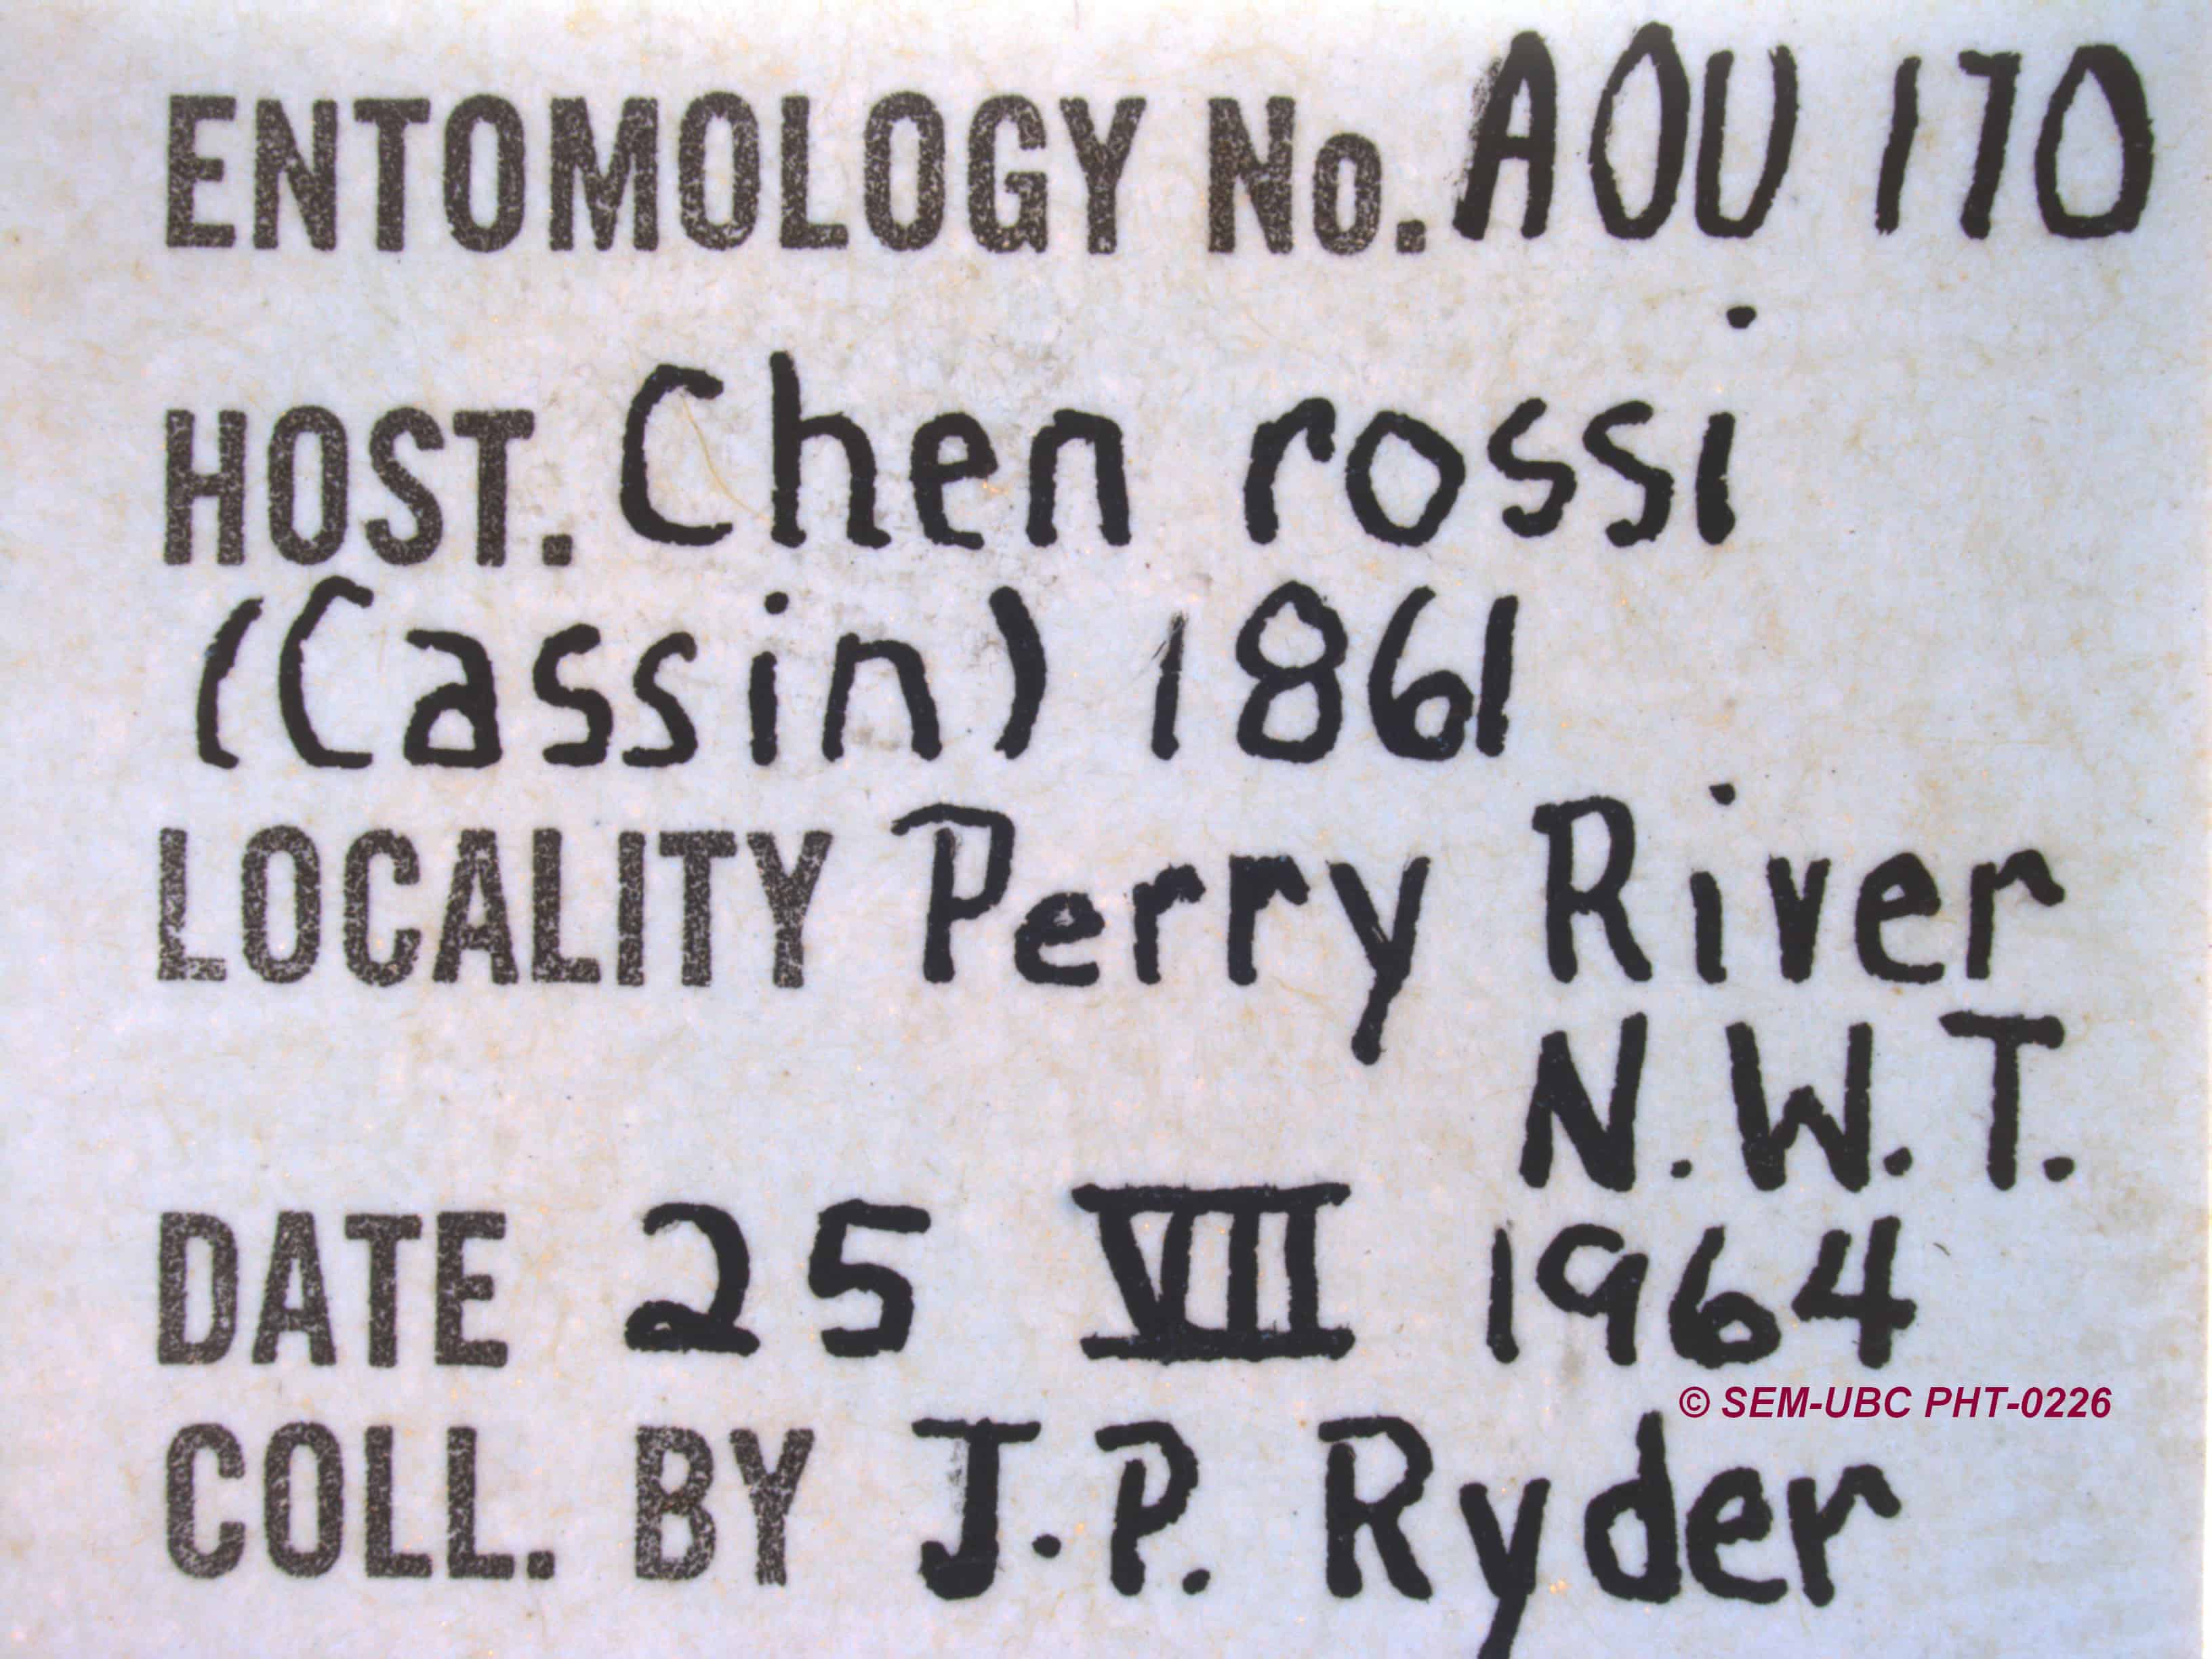 ENTOMOLOGY No. AOU 170
HOST. Chen rossi
(Cassin) 1861
LOCALITY Perry River
N.W.T.
DATE 25 VII 1964
© SEM-UBC PHT-0226
COLL. BY J.P. Ryder